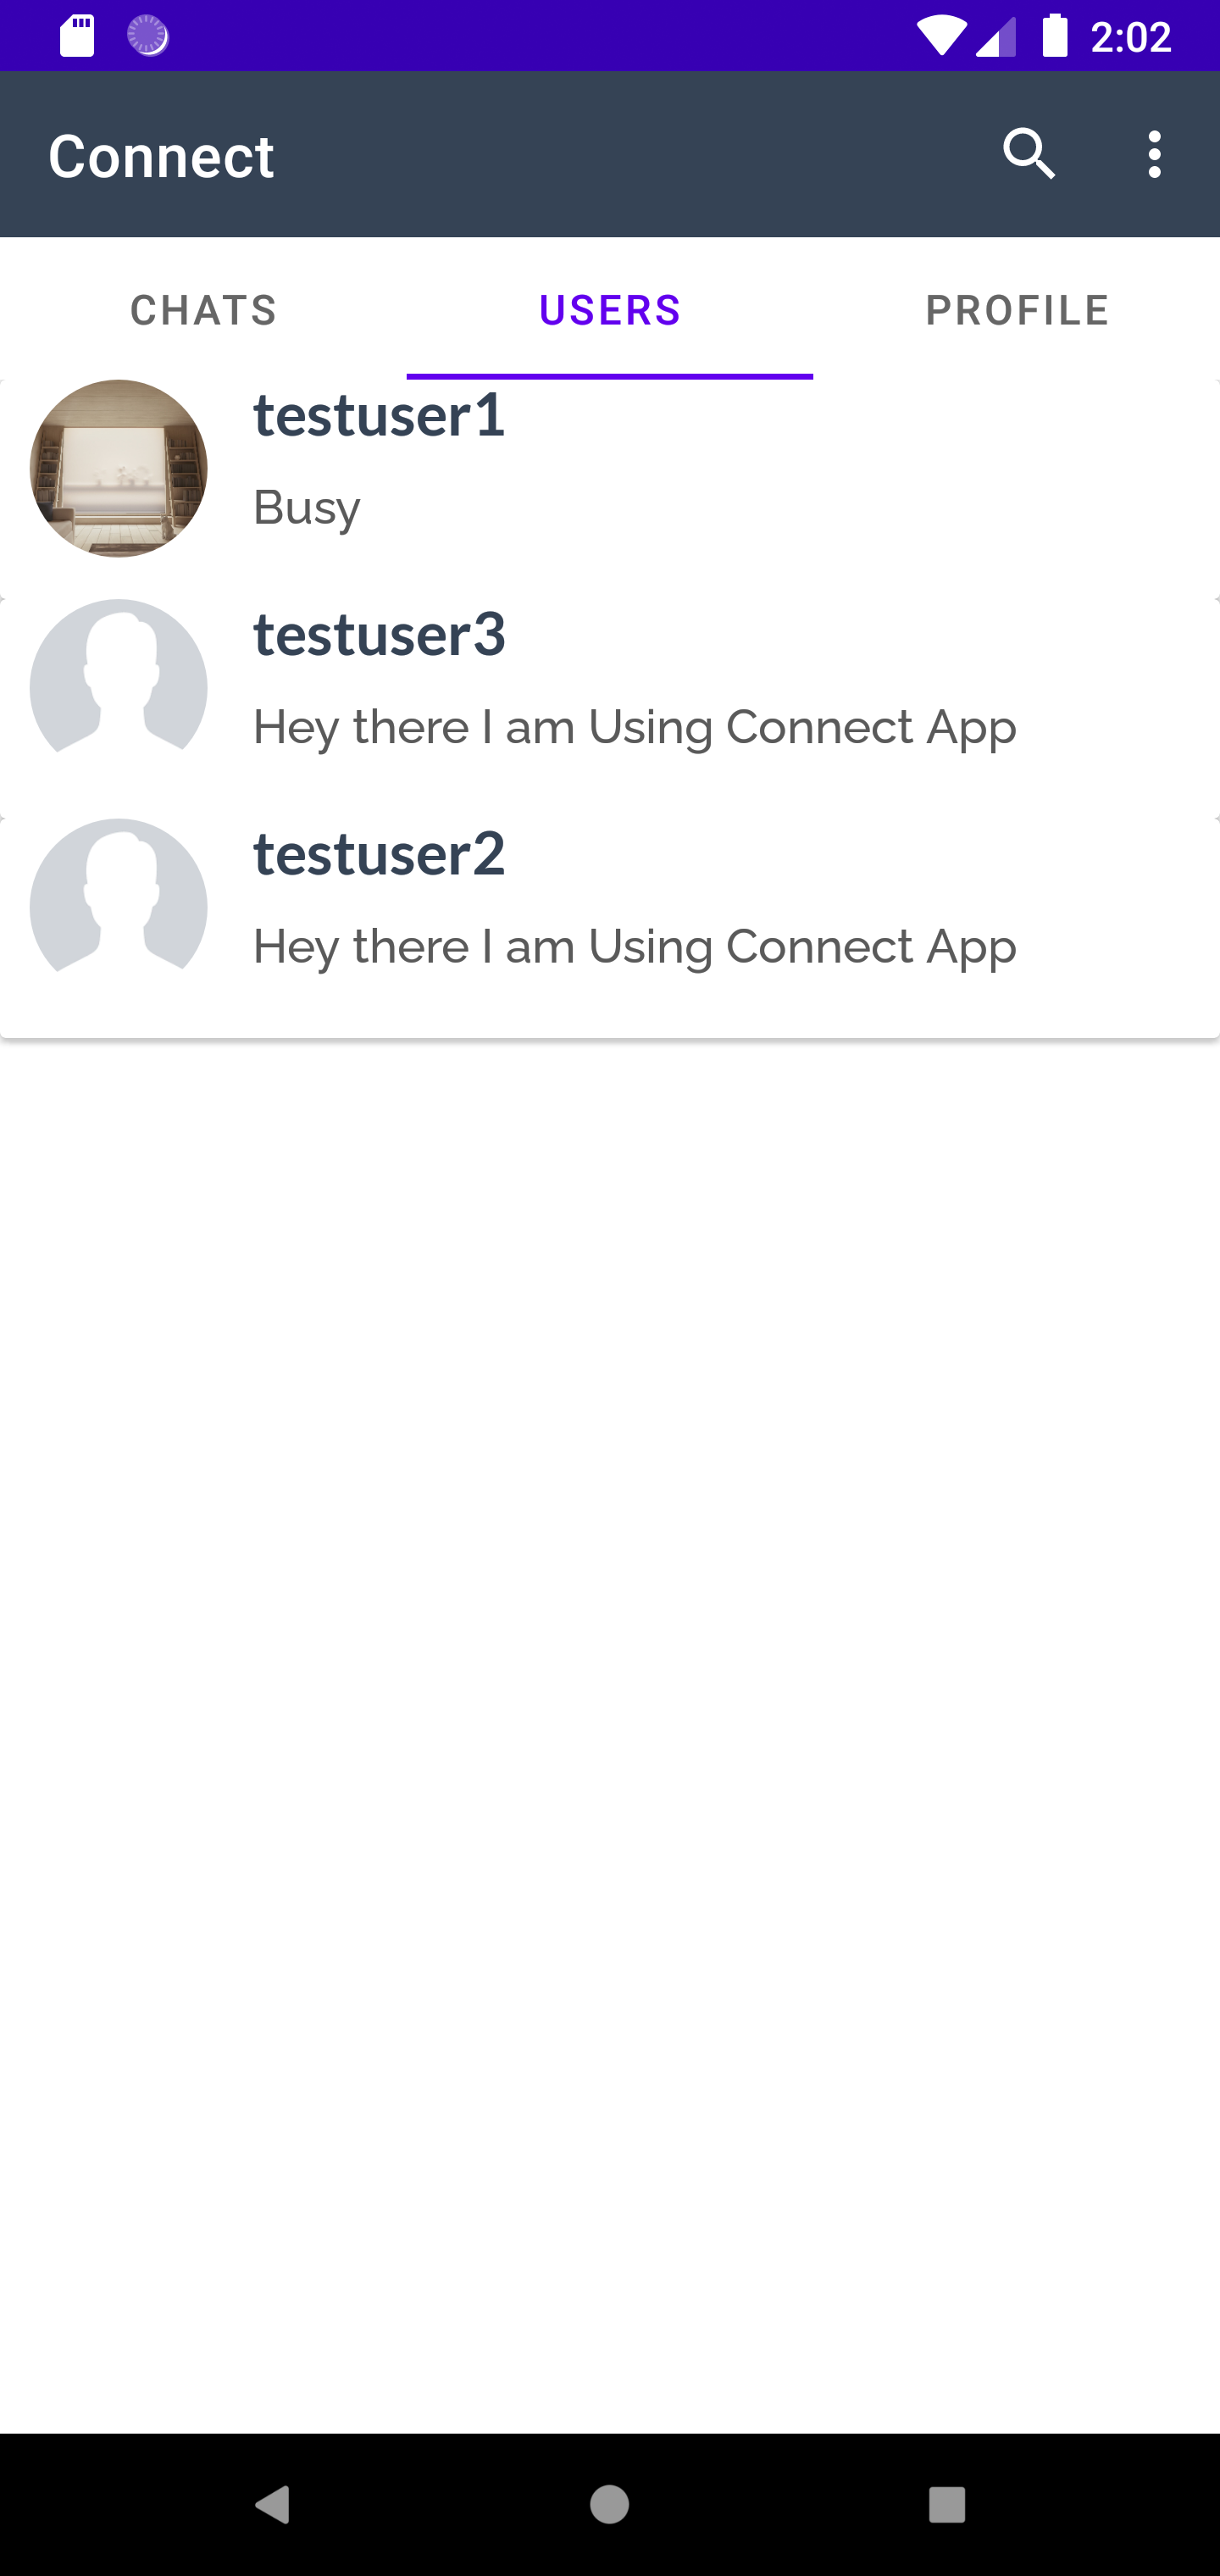 2:02
Connect
CHATS USERS PROFILE
testuser1
Busy
testuser3
Hey there I am Using Connect App
testuser2
Hey there I am Using Connect App